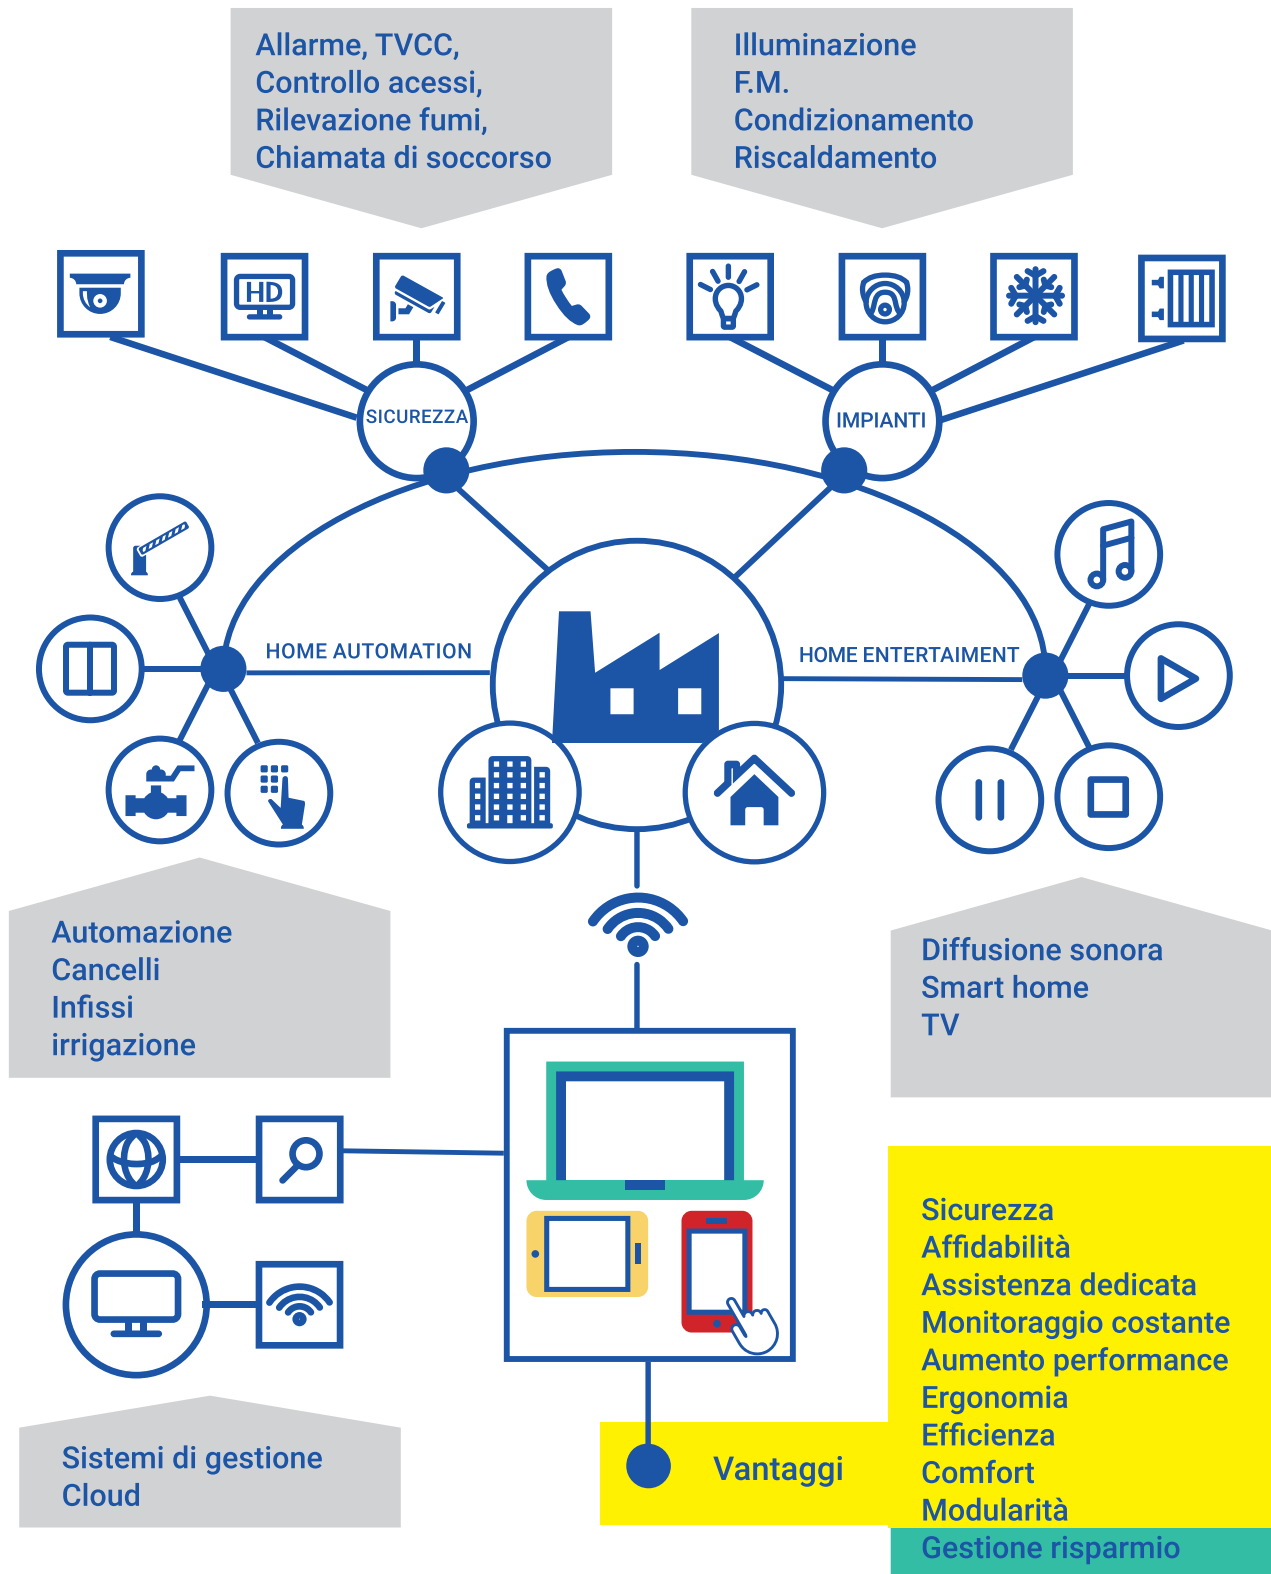 Allarme, TVCC,
Controllo acessi,
Rilevazione fumi,
Chiamata di soccorso
Illuminazione
F.M.
Condizionamento
Riscaldamento
HD
SICUREZZA
IMPIANTI
HOME AUTOMATION
HOME ENTERTAIMENT
Automazione
Cancelli
Infissi
irrigazione
Diffusione sonora
Smart home
TV
Sistemi di gestione
Cloud
Vantaggi
Sicurezza
Affidabilità
Assistenza dedicata
Monitoraggio costante
Aumento performance
Ergonomia
Efficienza
Comfort
Modularità
Gestione risparmio